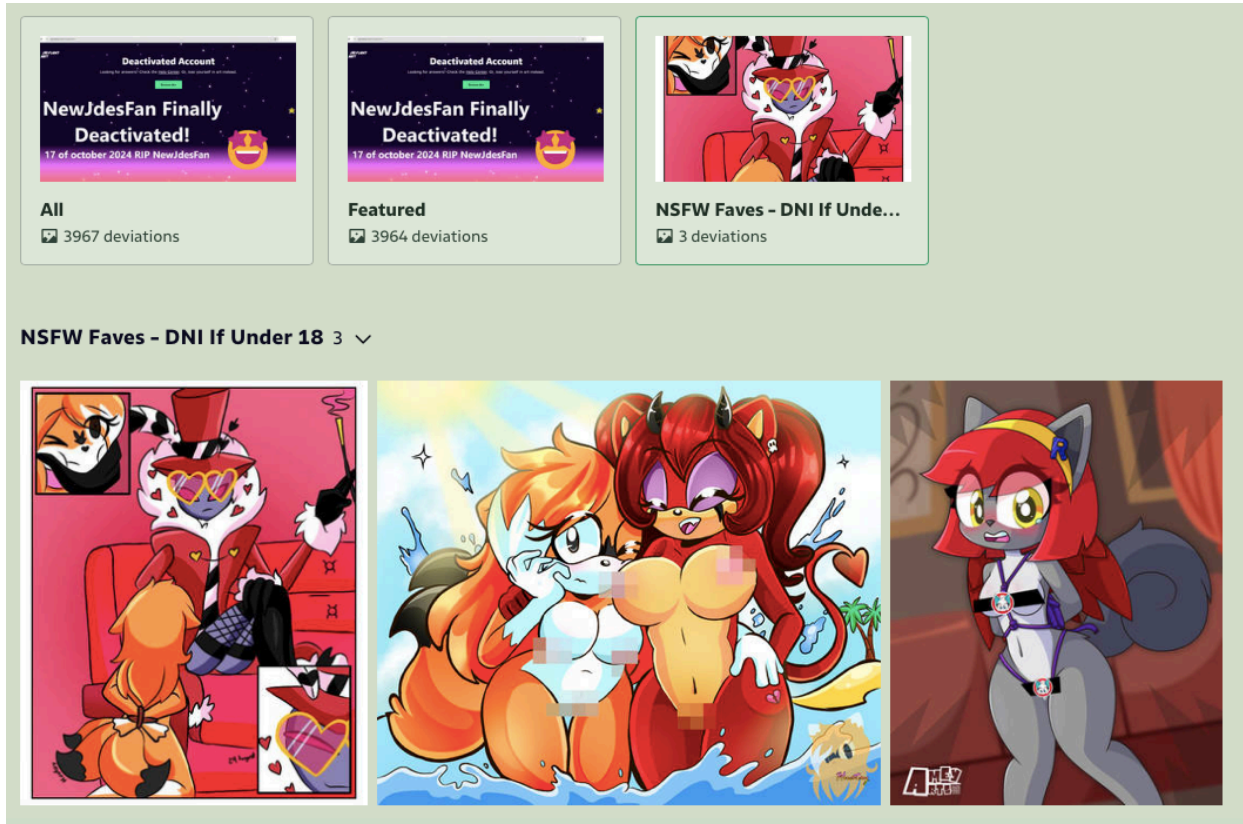 Deactivated Account
NewJdesFan Finally
Deactivated!
17 of october 2024 RIP NewJdesFan
All
3967 deviations
Deactivated Account
NewJdesFan Finally
Deactivated!
17 of october 2024 RIP NewJdesFan
Featured
3964 deviations
NSFW Faves - DNI If Unde...
3 deviations
NSFW Faves - DNI If Under 18 3
R